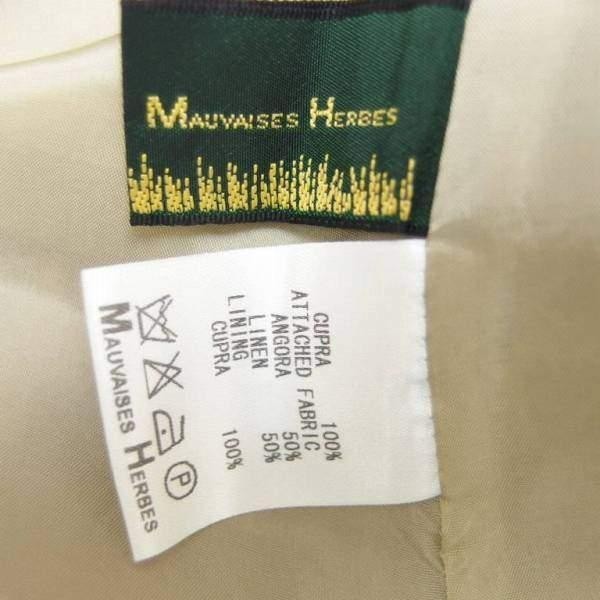 MAUVAISES HERBES
CUPRA 100%
ATTACHED FABRIC
ANGORA 50%
LINEN 50%
LINING
CUPRA 100%
P
MAUVAISES HERBES